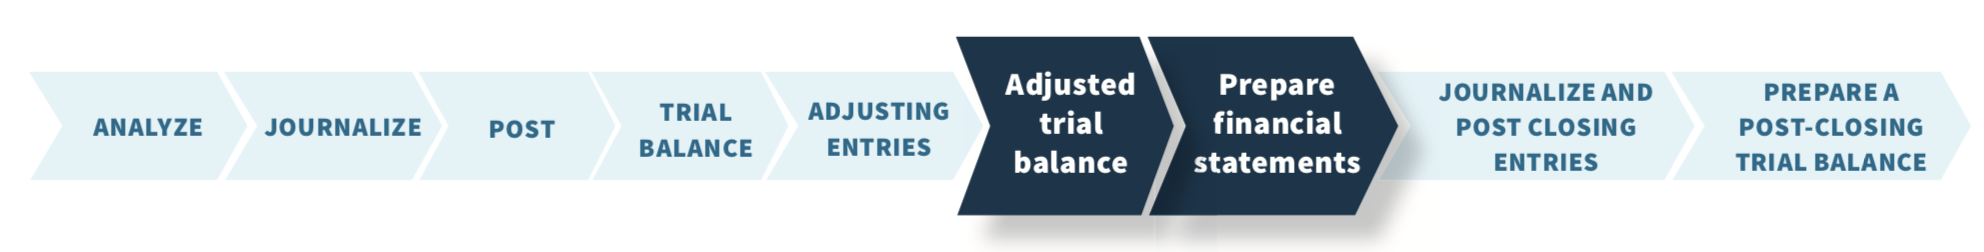 ANALYZE
JOURNALIZE
POST
TRIAL
BALANCE
ADJUSTING
ENTRIES
Adjusted
trial
balance
Prepare
financial
statements
JOURNALIZE AND
POST CLOSING
ENTRIES
PREPARE A
POST-CLOSING
TRIAL BALANCE